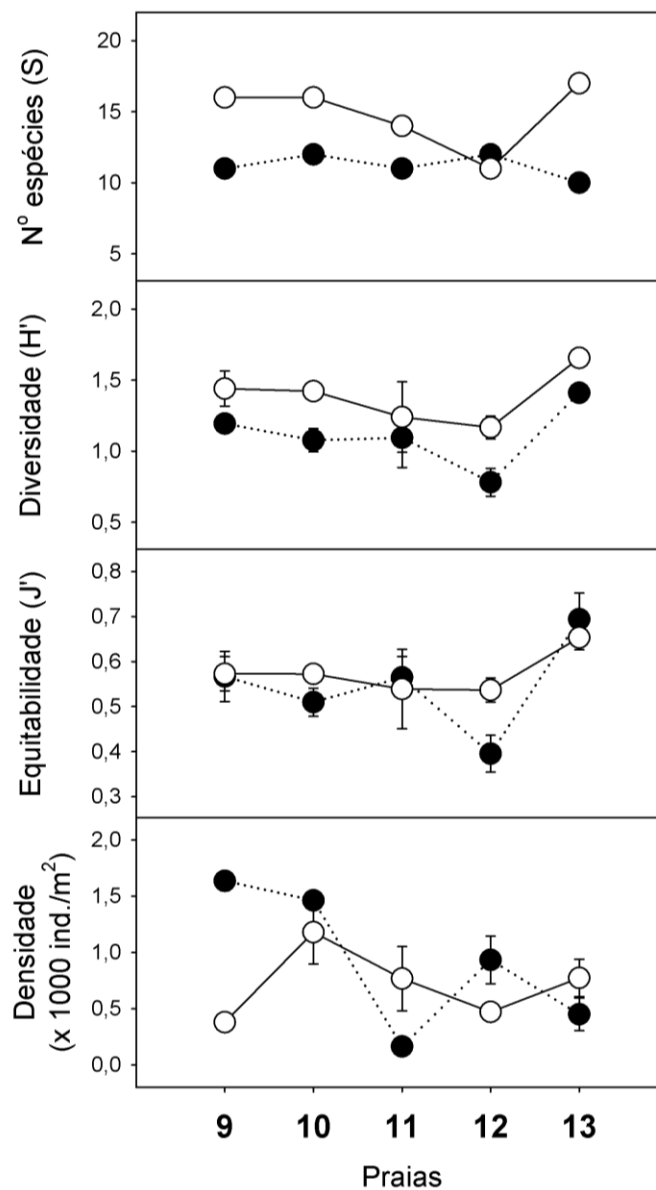 Nº espécies (S)
20
15
10
5
Diversidade (H')
2,0
1,5
1,0
0,5
Equitabilidade (J')
0,8
0,7
0,6
0,5
0,4
0,3
Densidade
(x 1000 ind./m²)
2,0
1,5
1,0
0,5
0,0
9 10 11 12 13
Praias